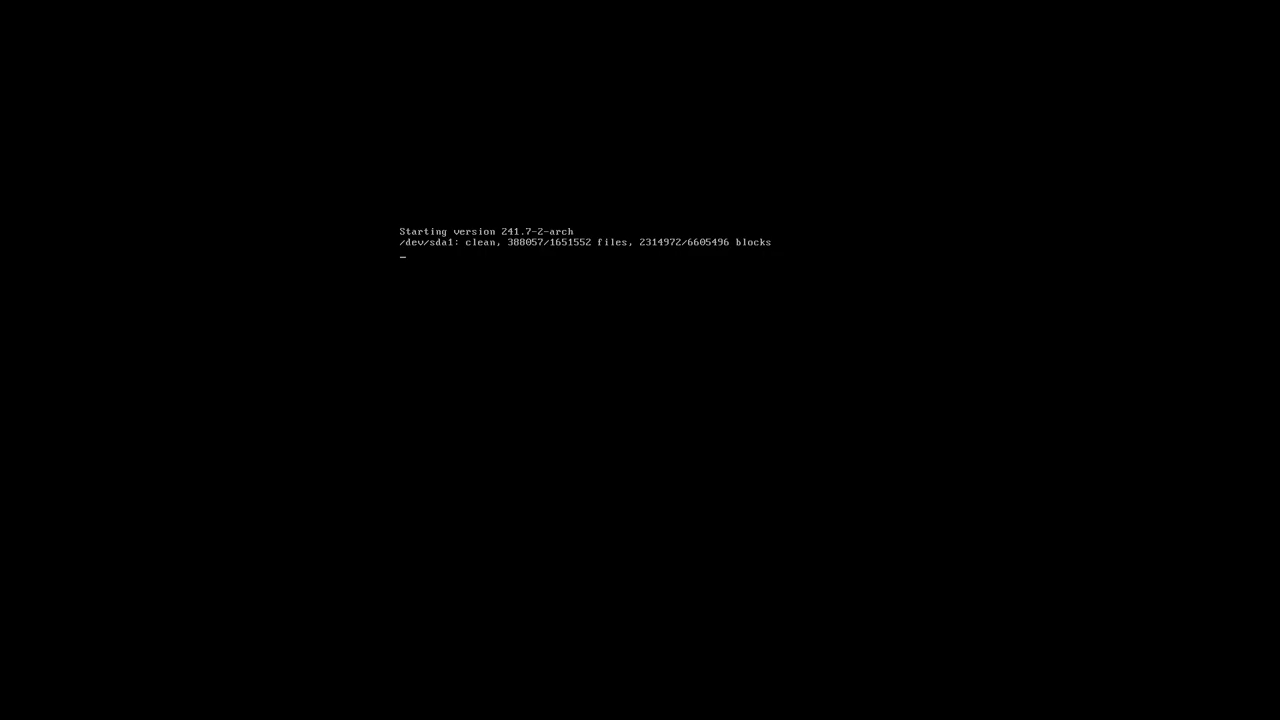 Starting version 241.7-2-arch
/dev/sda1: clean, 388057/1651552 files, 2314972/6605496 blocks
_